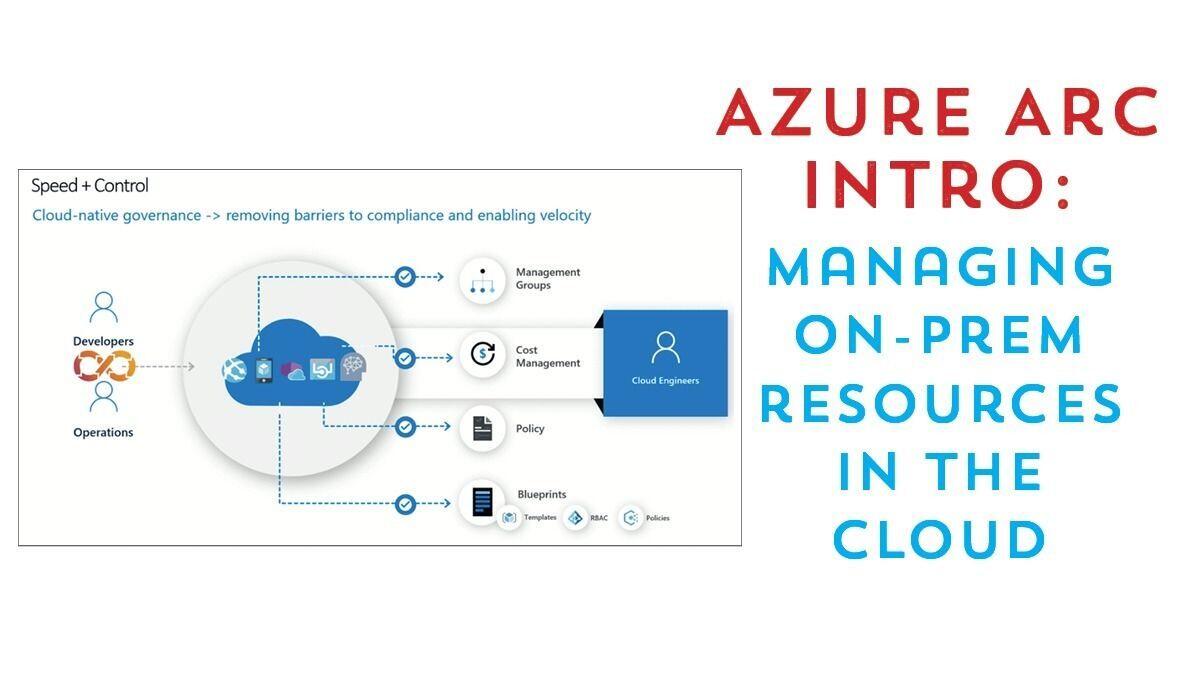 AZURE ARC
INTRO:
MANAGING
ON-PREM
RESOURCES
IN THE
CLOUD
Speed + Control
Cloud-native governance -> removing barriers to compliance and enabling velocity
Developers
Operations
Management
Groups
$
Cost
Management
Policy
Blueprints
Templates
RBAC
Policies
Cloud Engineers